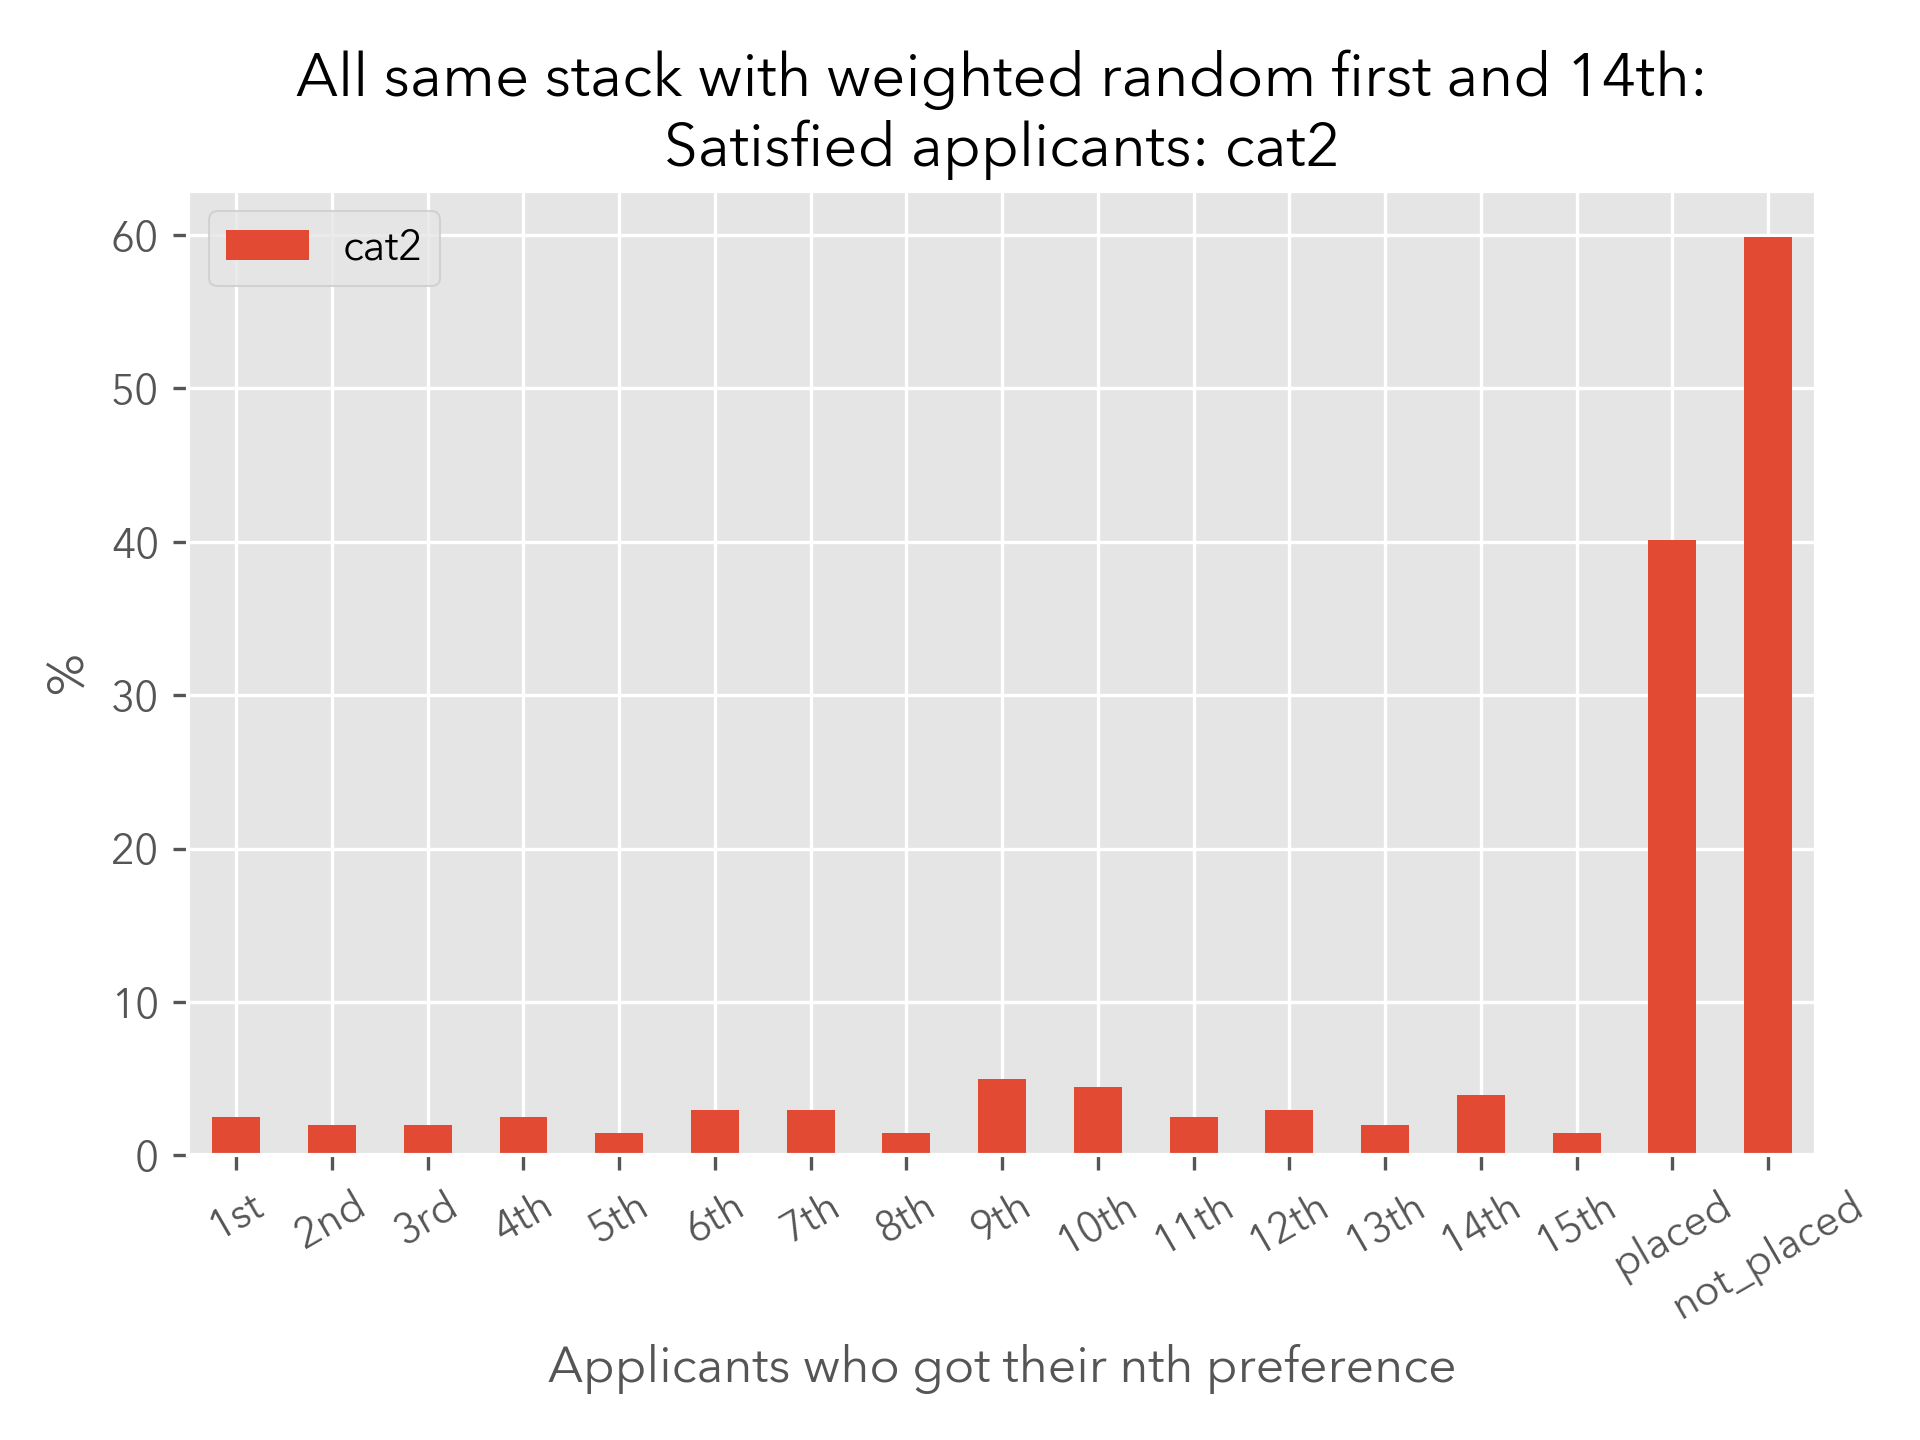 All same stack with weighted random first and 14th:
Satisfied applicants: cat2
cat2
60
50
40
30
20
10
0
%
1st
2nd
3rd
4th
5th
6th
7th
8th
9th
10th
11th
12th
13th
14th
15th
placed
not_placed
Applicants who got their nth preference